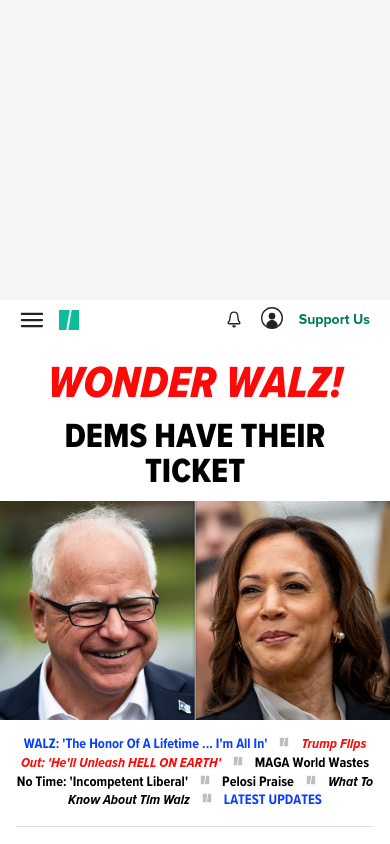 Support Us
WONDER WALZ!
DEMS HAVE THEIR
TICKET
WALZ: 'The Honor Of A Lifetime ... I'm All In' Trump Flips
Out: 'He'll Unleash HELL ON EARTH' MAGA World Wastes
No Time: 'Incompetent Liberal' Pelosi Praise What To
Know About Tim Walz LATEST UPDATES